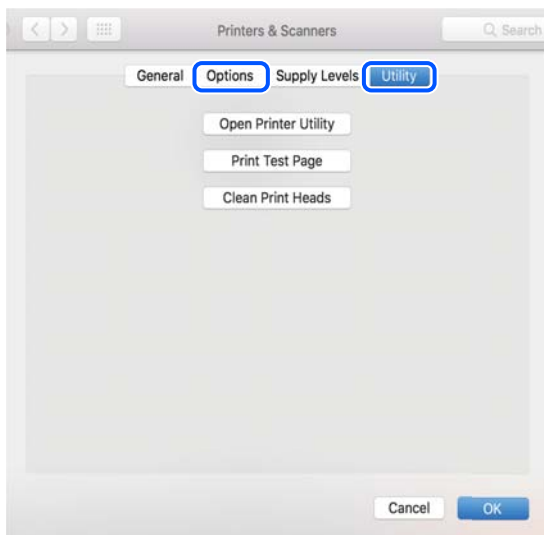 Printers & Scanners Search
General Options Supply Levels Utility
Open Printer Utility
Print Test Page
Clean Print Heads
Cancel OK